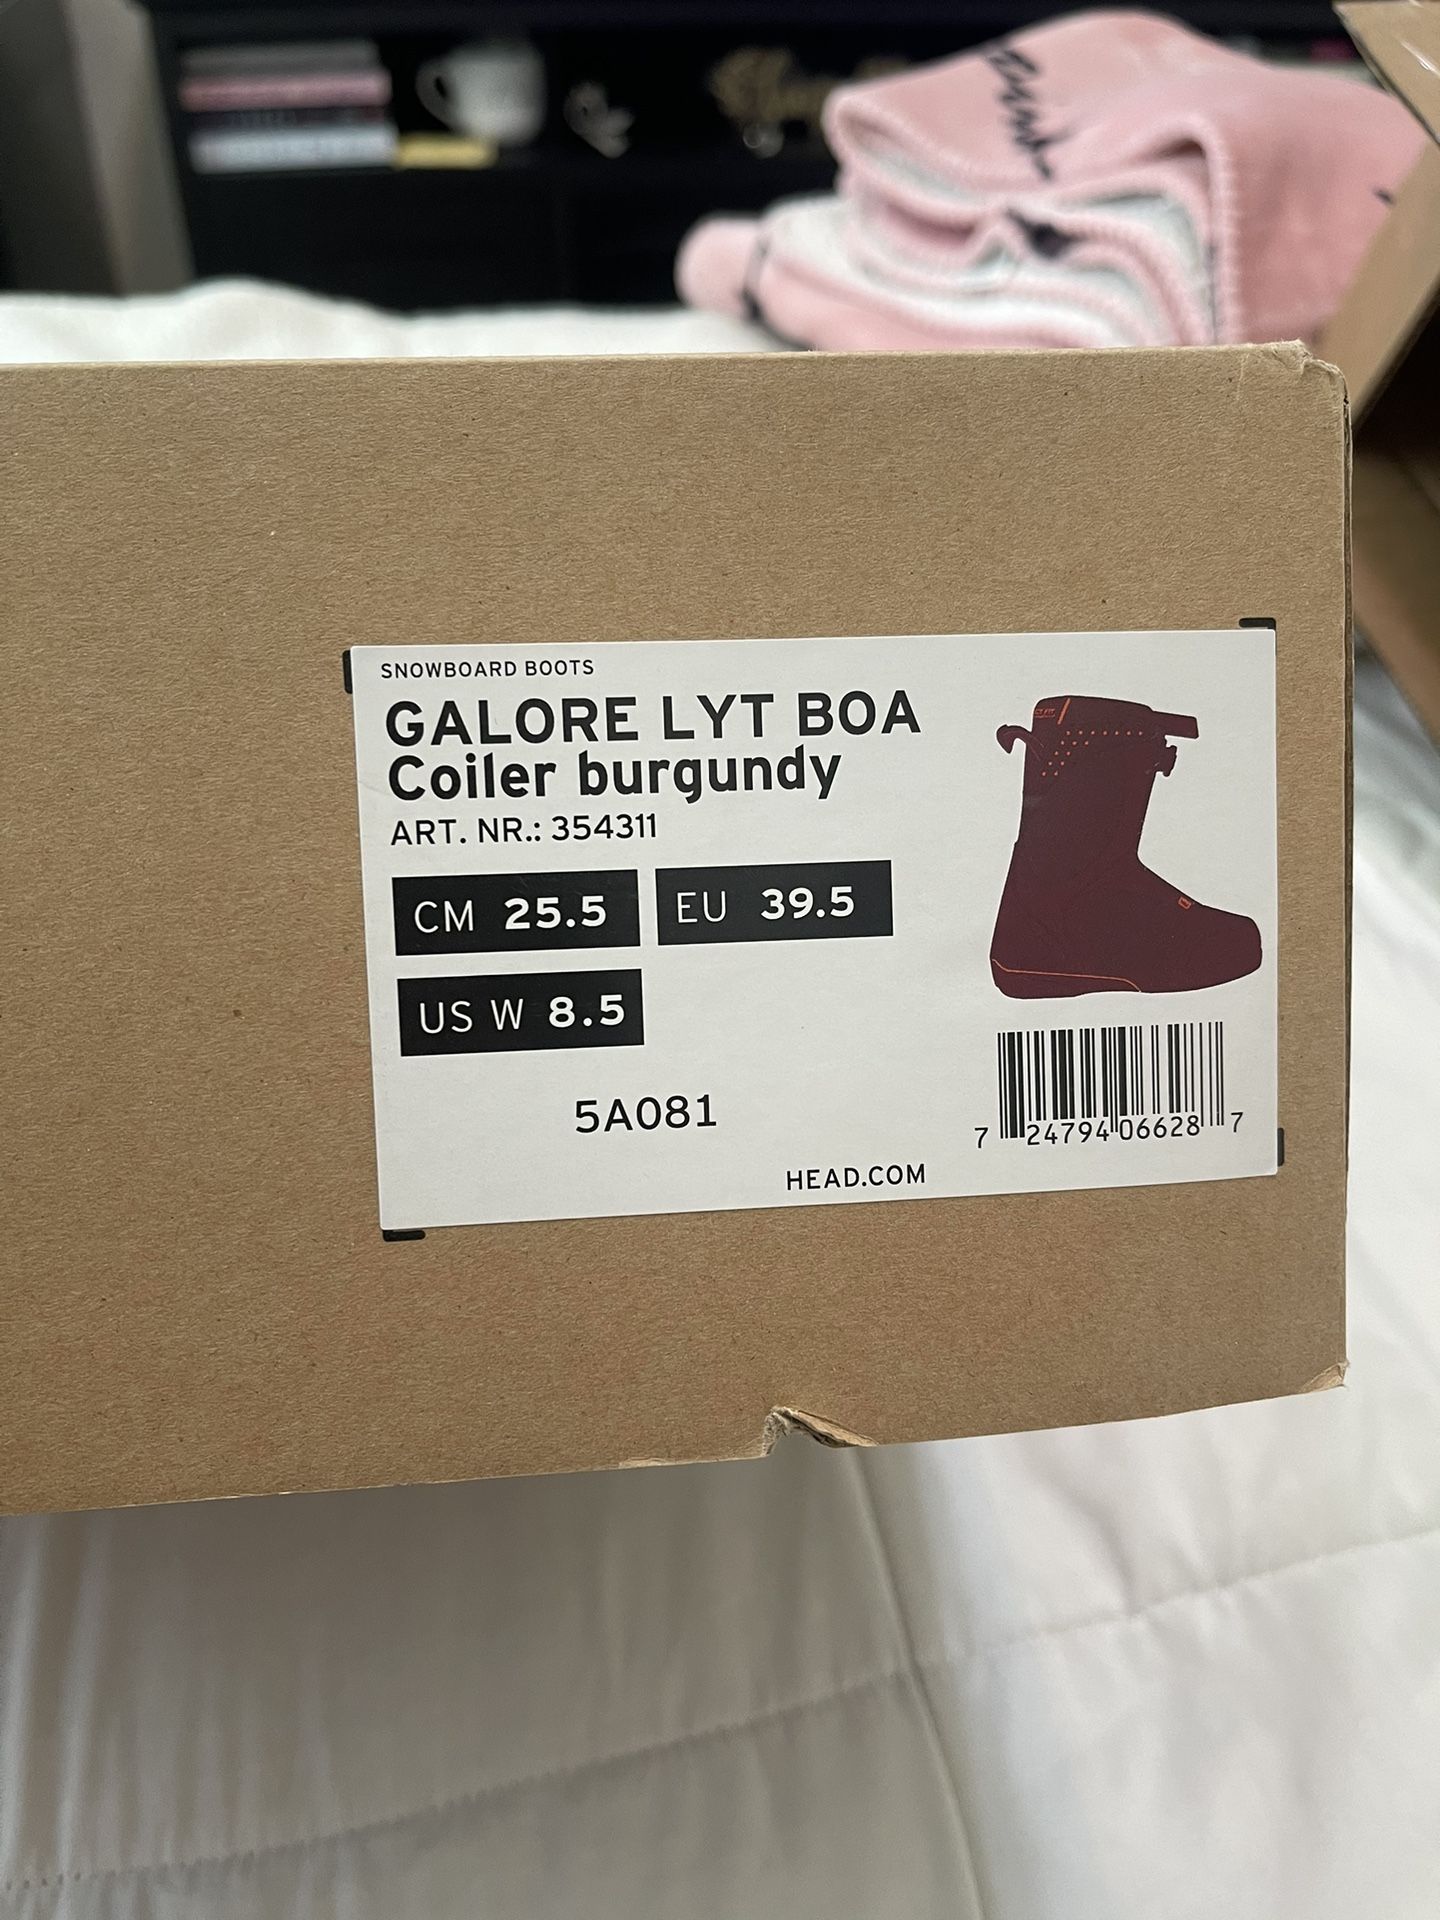 SNOWBOARD BOOTS
GALORE LYT BOA
Coiler burgundy
ART. NR.: 354311
CM 25.5 EU 39.5
US W 8.5
5A081
7 24794 06628 7
HEAD.COM